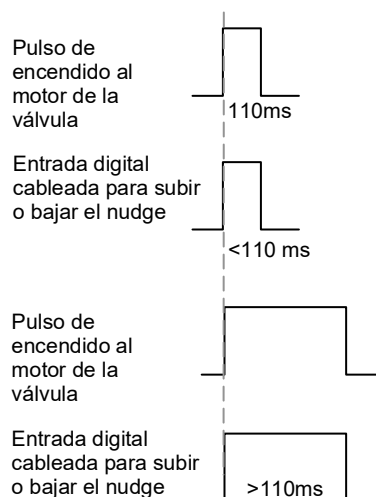 Pulso de
encendido al
motor de la
válvula
110ms
Entrada digital
cableada para subir
o bajar el nudge
<110 ms
Pulso de
encendido al
motor de la
válvula
Entrada digital
cableada para subir
o bajar el nudge
>110ms